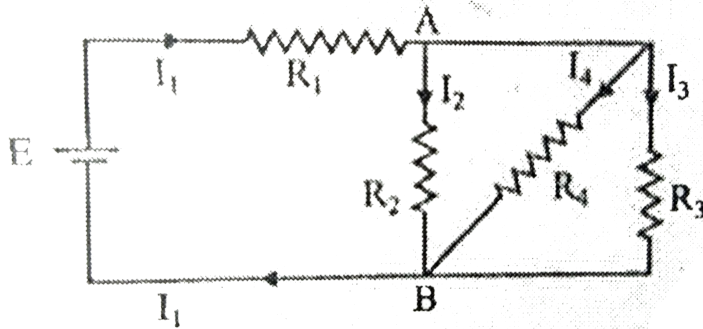 A
I₁
R₁
I₂
I₄
I₃
E
R₂
R₄
R₃
I₁
B